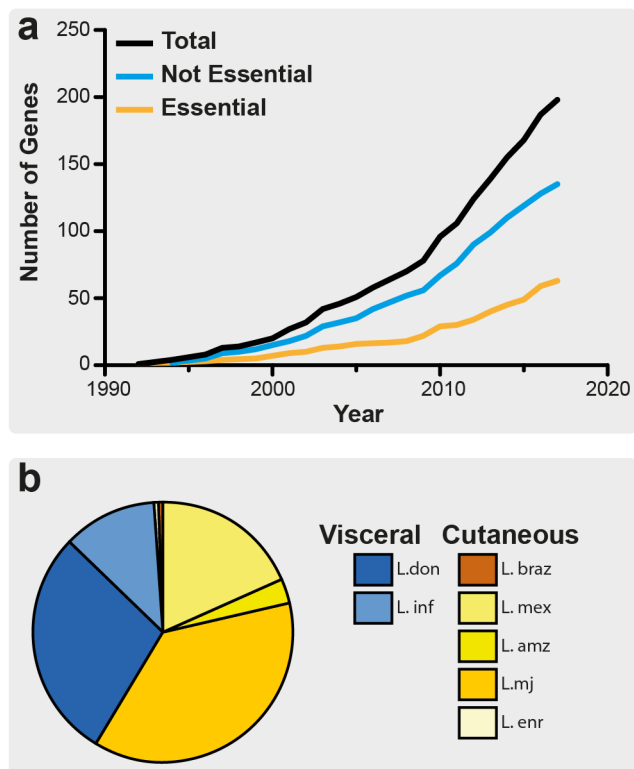 a
250
200
150
100
50
0
Number of Genes
Total
Not Essential
Essential
1990 2000 2010 2020
Year
b
Visceral Cutaneous
L.don L. braz
L. inf L. mex
L. amz
L.mj
L. enr